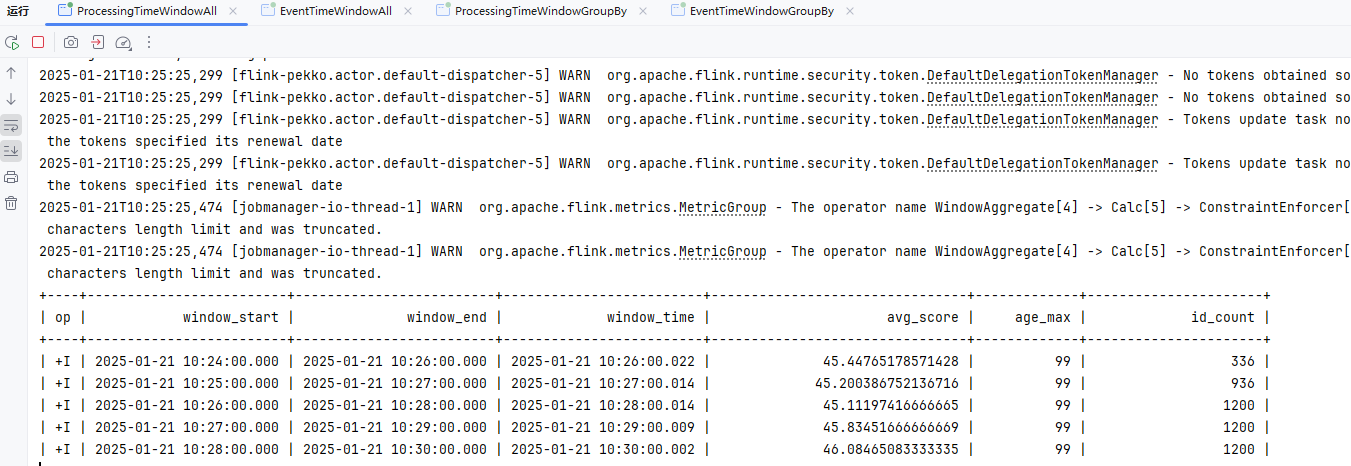 运行 ProcessingTimeWindowAll EventTimeWindowAll ProcessingTimeWindowGroupBy EventTimeWindowGroupBy
2025-01-21T10:25:25,299 [flink-pekko.actor.default-dispatcher-5] WARN  org.apache.flink.runtime.security.token.DefaultDelegationTokenManager - No tokens obtained so
2025-01-21T10:25:25,299 [flink-pekko.actor.default-dispatcher-5] WARN  org.apache.flink.runtime.security.token.DefaultDelegationTokenManager - No tokens obtained so
2025-01-21T10:25:25,299 [flink-pekko.actor.default-dispatcher-5] WARN  org.apache.flink.runtime.security.token.DefaultDelegationTokenManager - Tokens update task no
the tokens specified its renewal date
2025-01-21T10:25:25,299 [flink-pekko.actor.default-dispatcher-5] WARN  org.apache.flink.runtime.security.token.DefaultDelegationTokenManager - Tokens update task no
the tokens specified its renewal date
2025-01-21T10:25:25,474 [jobmanager-io-thread-1] WARN  org.apache.flink.metrics.MetricGroup - The operator name WindowAggregate[4] -> Calc[5] -> ConstraintEnforcer[
characters length limit and was truncated.
2025-01-21T10:25:25,474 [jobmanager-io-thread-1] WARN  org.apache.flink.metrics.MetricGroup - The operator name WindowAggregate[4] -> Calc[5] -> ConstraintEnforcer[
characters length limit and was truncated.
+----+-------------------------+-------------------------+-------------------------+--------------------------------+-------------+----------------------+
| op | window_start | window_end | window_time | avg_score | age_max | id_count |
+----+-------------------------+-------------------------+-------------------------+--------------------------------+-------------+----------------------+
| +I | 2025-01-21 10:24:00.000 | 2025-01-21 10:26:00.000 | 2025-01-21 10:26:00.022 | 45.44765178571428 | 99 | 336 |
| +I | 2025-01-21 10:25:00.000 | 2025-01-21 10:27:00.000 | 2025-01-21 10:27:00.014 | 45.200386752136716 | 99 | 936 |
| +I | 2025-01-21 10:26:00.000 | 2025-01-21 10:28:00.000 | 2025-01-21 10:28:00.014 | 45.11197416666665 | 99 | 1200 |
| +I | 2025-01-21 10:27:00.000 | 2025-01-21 10:29:00.000 | 2025-01-21 10:29:00.009 | 45.83451666666669 | 99 | 1200 |
| +I | 2025-01-21 10:28:00.000 | 2025-01-21 10:30:00.000 | 2025-01-21 10:30:00.002 | 46.08465083333335 | 99 | 1200 |